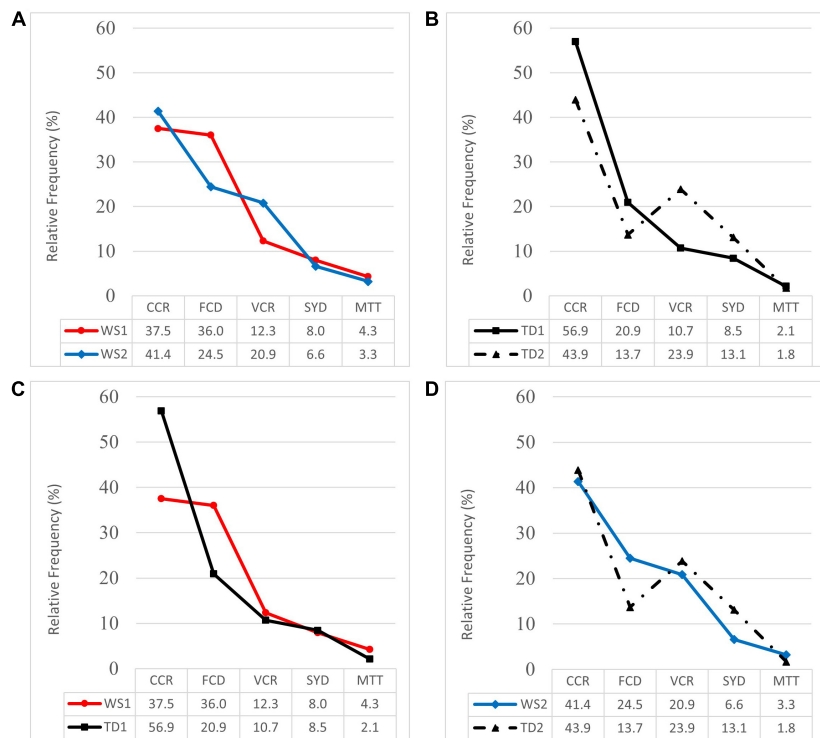 A
Relative Frequency (%)
60
50
40
30
20
10
0
CCR FCD VCR SYD MTT
WS1 37.5 36.0 12.3 8.0 4.3
WS2 41.4 24.5 20.9 6.6 3.3
B
Relative Frequency (%)
60
50
40
30
20
10
0
CCR FCD VCR SYD MTT
TD1 56.9 20.9 10.7 8.5 2.1
TD2 43.9 13.7 23.9 13.1 1.8
C
Relative Frequency (%)
60
50
40
30
20
10
0
CCR FCD VCR SYD MTT
WS1 37.5 36.0 12.3 8.0 4.3
TD1 56.9 20.9 10.7 8.5 2.1
D
Relative Frequency (%)
60
50
40
30
20
10
0
CCR FCD VCR SYD MTT
WS2 41.4 24.5 20.9 6.6 3.3
TD2 43.9 13.7 23.9 13.1 1.8